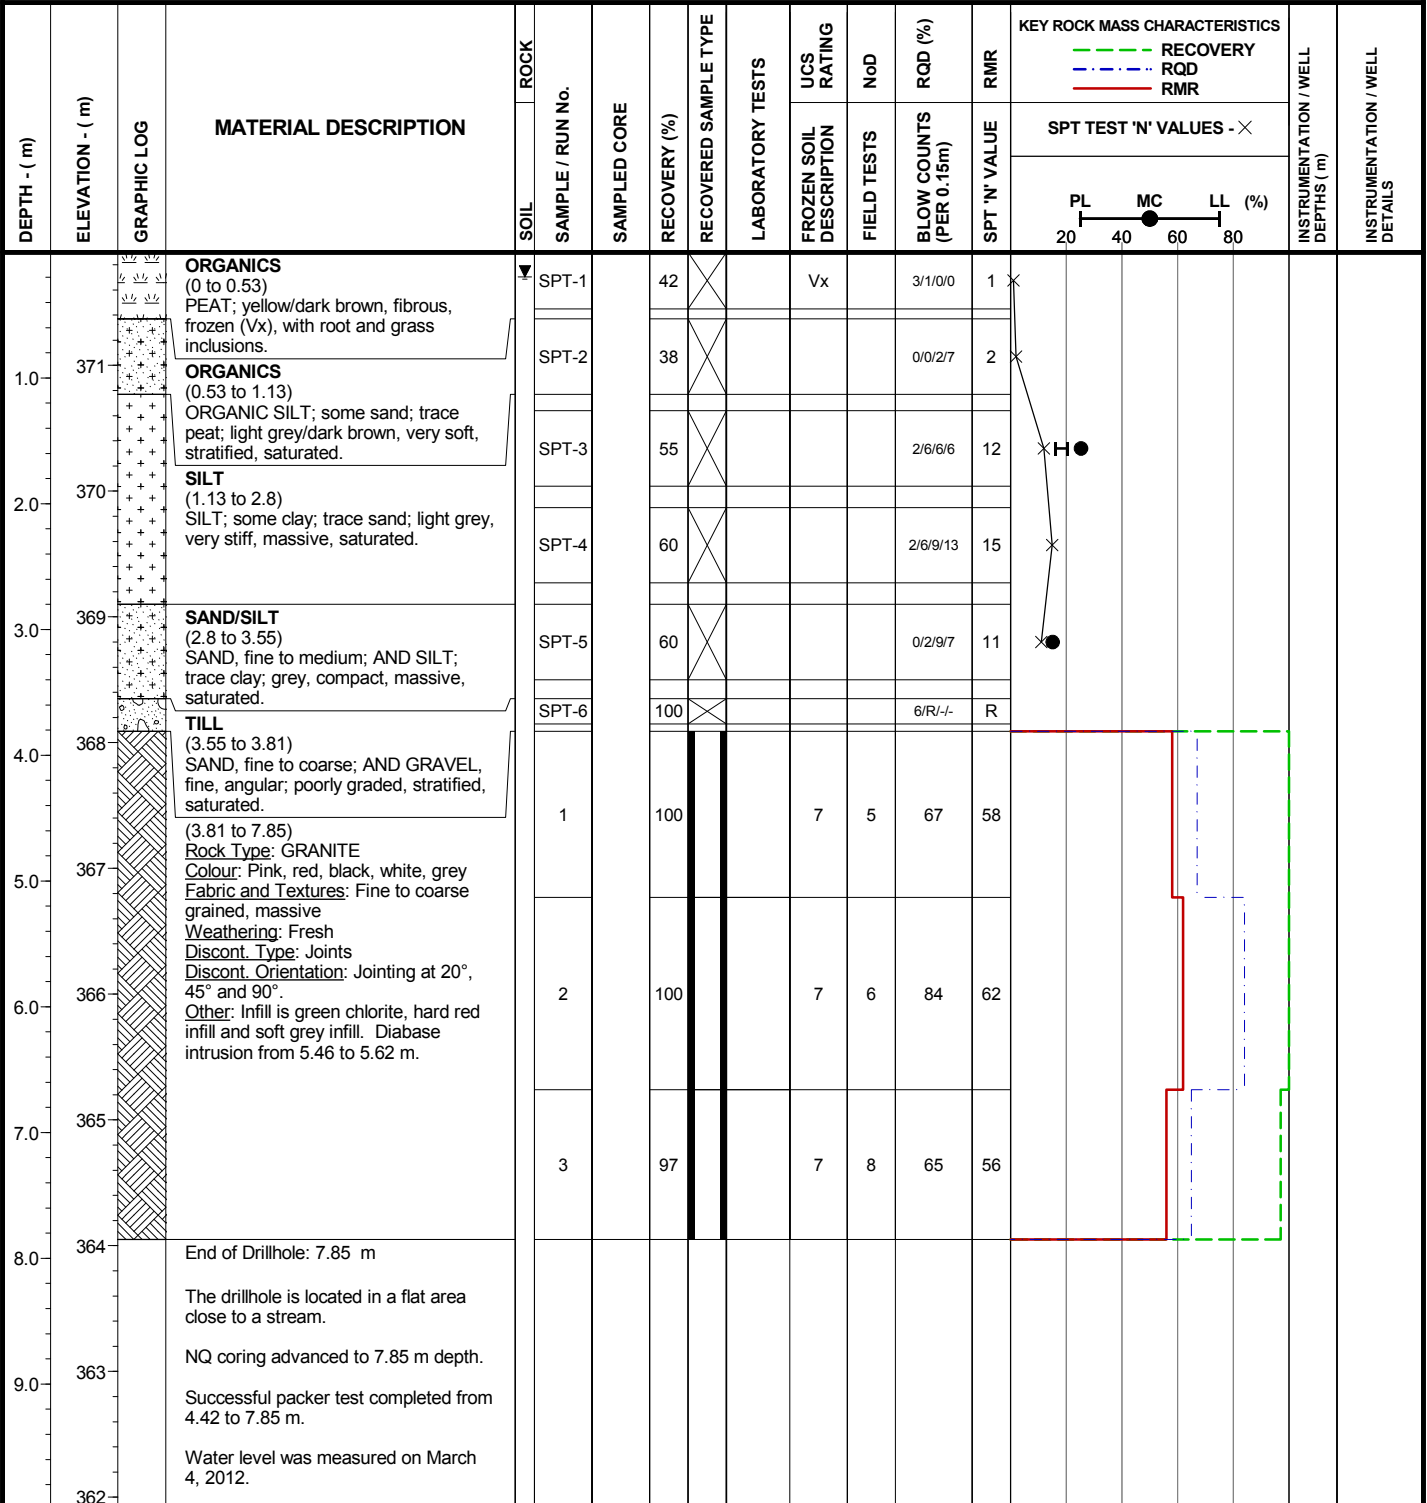 DEPTH - ( m)
ELEVATION - ( m)
GRAPHIC LOG
MATERIAL DESCRIPTION
SOIL
ROCK
SAMPLE / RUN No.
SAMPLED CORE
RECOVERY (%)
RECOVERED SAMPLE TYPE
LABORATORY TESTS
UCS
RATING
FROZEN SOIL
DESCRIPTION
NoD
FIELD TESTS
RQD (%)
BLOW COUNTS
(PER 0.15m)
RMR
SPT 'N' VALUE
KEY ROCK MASS CHARACTERISTICS
RECOVERY
RQD
RMR
SPT TEST 'N' VALUES - ×
PL MC LL (%)
20 40 60 80
INSTRUMENTATION / WELL
DEPTHS ( m)
INSTRUMENTATION / WELL
DETAILS
1.0
2.0
3.0
4.0
5.0
6.0
7.0
8.0
9.0
371
370
369
368
367
366
365
364
363
362
ORGANICS
(0 to 0.53)
PEAT; yellow/dark brown, fibrous,
frozen (Vx), with root and grass
inclusions.
ORGANICS
(0.53 to 1.13)
ORGANIC SILT; some sand; trace
peat; light grey/dark brown, very soft,
stratified, saturated.
SILT
(1.13 to 2.8)
SILT; some clay; trace sand; light grey,
very stiff, massive, saturated.
SAND/SILT
(2.8 to 3.55)
SAND, fine to medium; AND SILT;
trace clay; grey, compact, massive,
saturated.
TILL
(3.55 to 3.81)
SAND, fine to coarse; AND GRAVEL,
fine, angular; poorly graded, stratified,
saturated.
(3.81 to 7.85)
Rock Type: GRANITE
Colour: Pink, red, black, white, grey
Fabric and Textures: Fine to coarse
grained, massive
Weathering: Fresh
Discont. Type: Joints
Discont. Orientation: Jointing at 20°,
45° and 90°.
Other: Infill is green chlorite, hard red
infill and soft grey infill. Diabase
intrusion from 5.46 to 5.62 m.
End of Drillhole: 7.85 m
The drillhole is located in a flat area
close to a stream.
NQ coring advanced to 7.85 m depth.
Successful packer test completed from
4.42 to 7.85 m.
Water level was measured on March
4, 2012.
SPT-1 42 Vx 3/1/0/0 1
SPT-2 38 0/0/2/7 2
SPT-3 55 2/6/6/6 12
SPT-4 60 2/6/9/13 15
SPT-5 60 0/2/9/7 11
SPT-6 100 6/R/-/- R
1 100 7 5 67 58
2 100 7 6 84 62
3 97 7 8 65 56